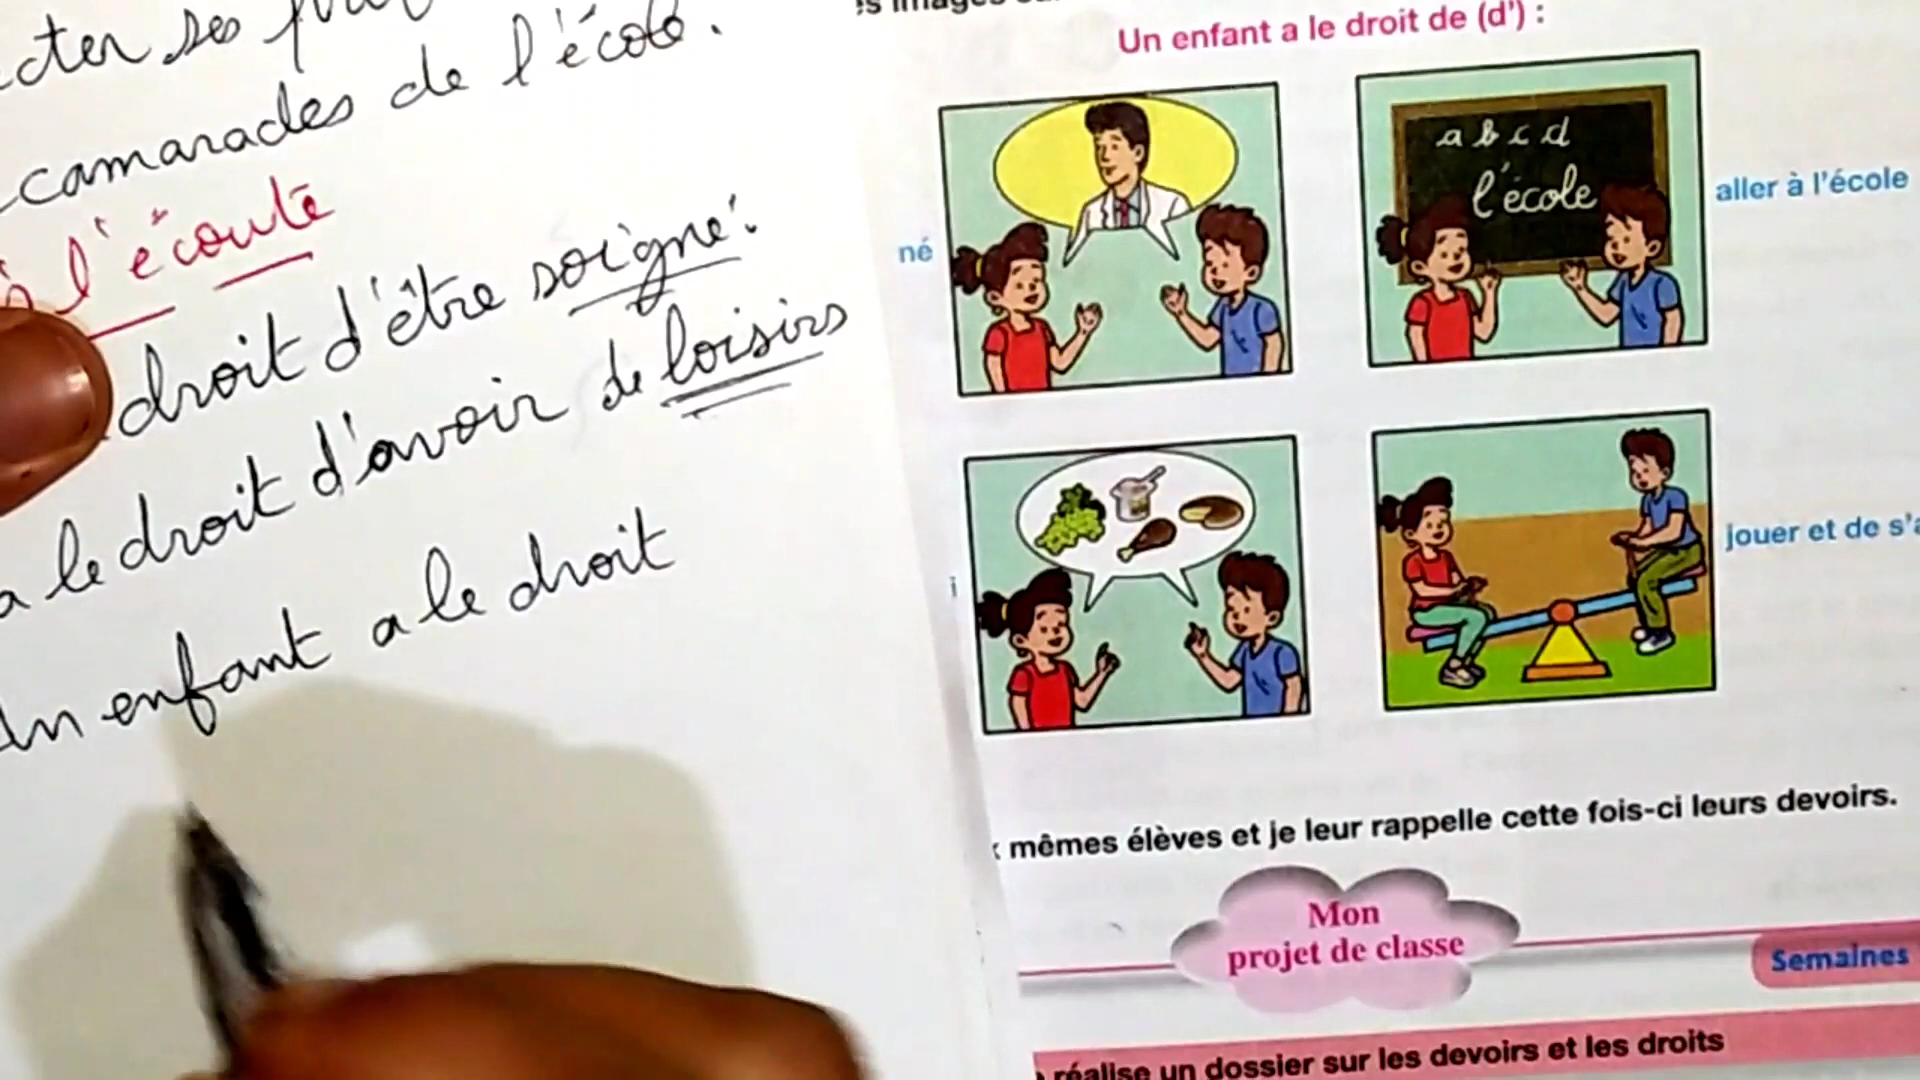 cter ses
camarades de l'école.
à l'écoute
droit d'être soigné.
a le droit d'avoir de loisirs
Un enfant a le droit
es images
Un enfant a le droit de (d') :
né
a b c d
l'école
aller à l'école
i
jouer et de s'a
mêmes élèves et je leur rappelle cette fois-ci leurs devoirs.
Mon
projet de classe
Semaines
réalise un dossier sur les devoirs et les droits